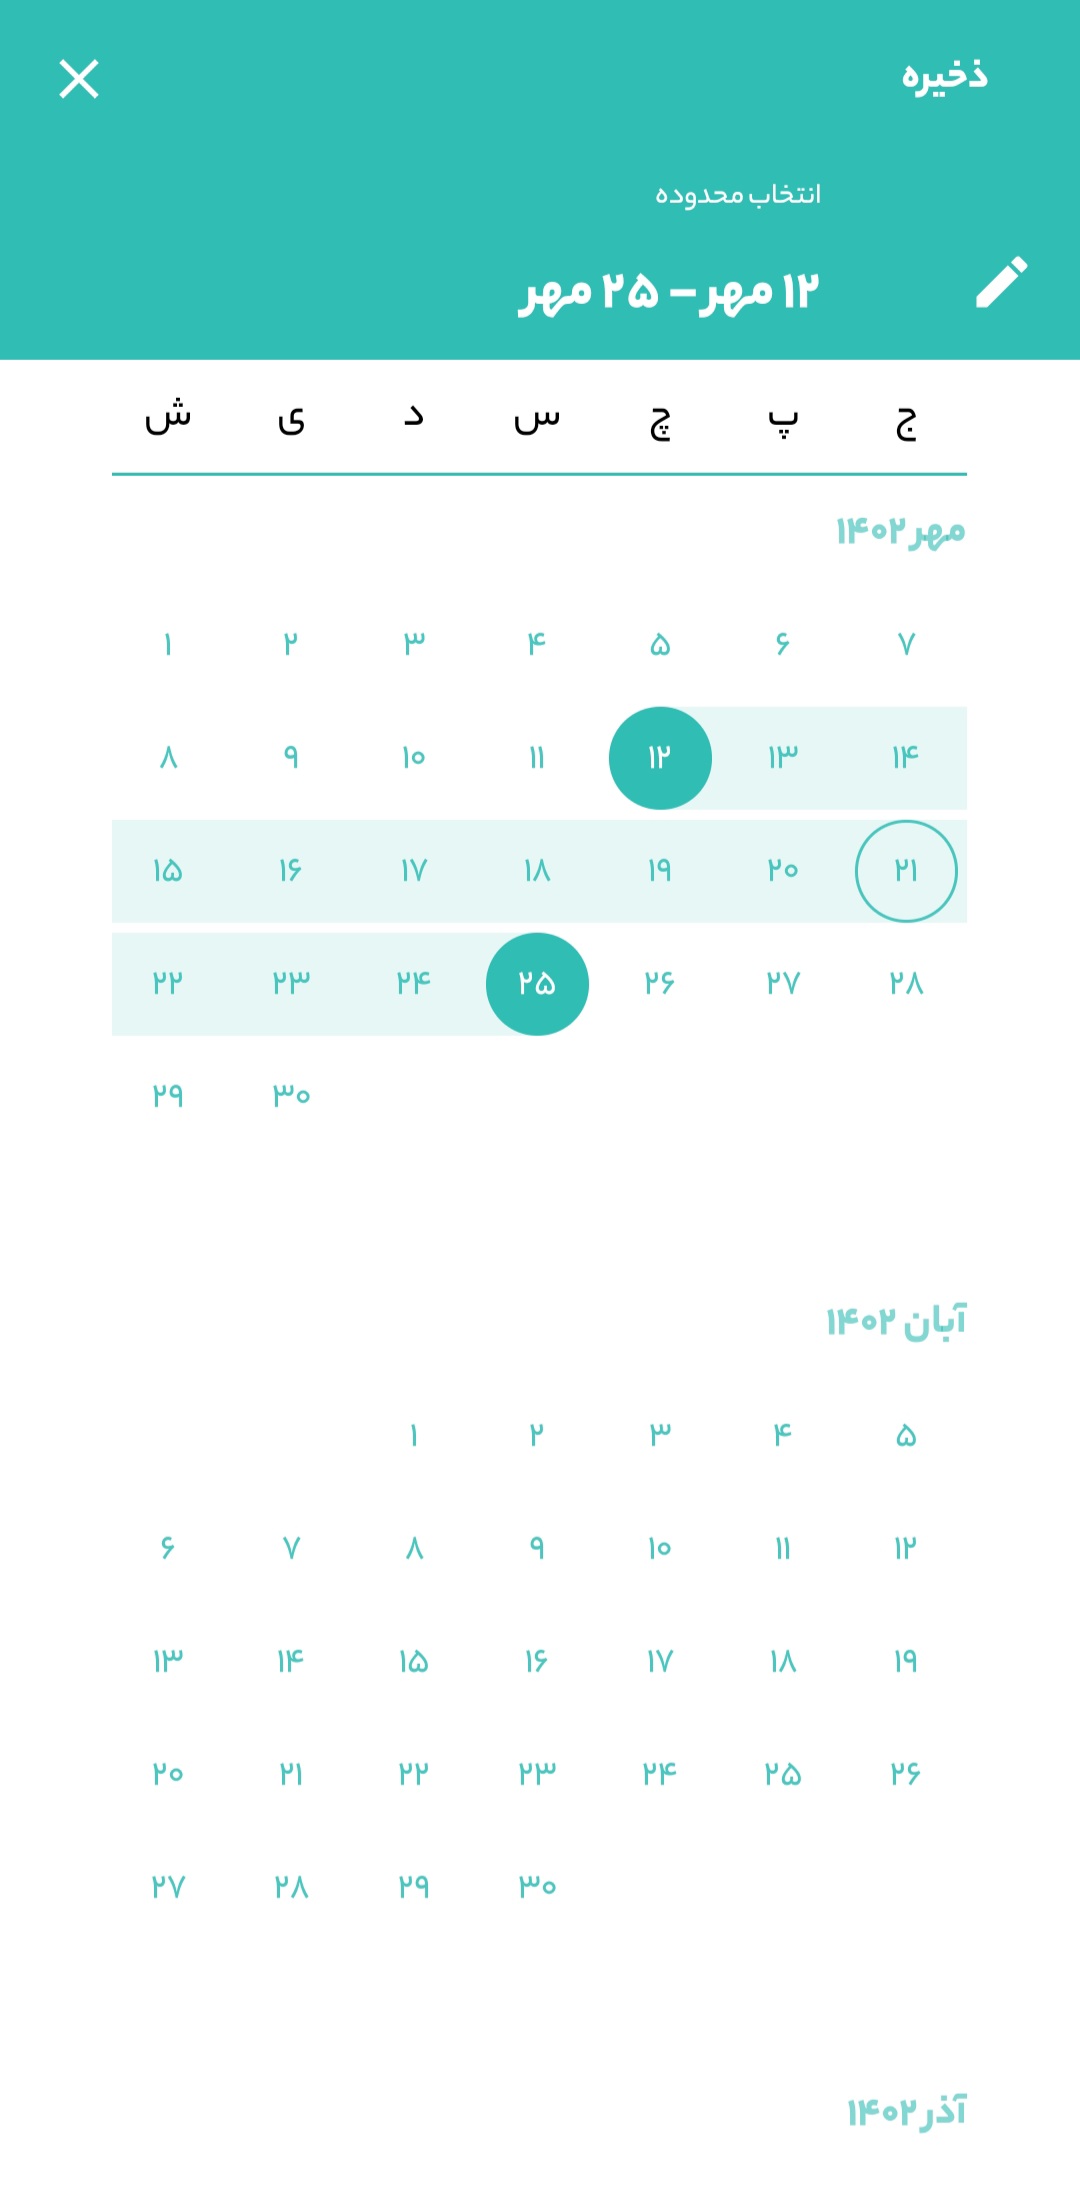 ذخیره
انتخاب محدوده
۱۲ مهر – ۲۵ مهر
ش ی د س چ پ ج
مهر ۱۴۰۲
۱ ۲ ۳ ۴ ۵ ۶ ۷
۸ ۹ ۱۰ ۱۱ ۱۲ ۱۳ ۱۴
۱۵ ۱۶ ۱۷ ۱۸ ۱۹ ۲۰ ۲۱
۲۲ ۲۳ ۲۴ ۲۵ ۲۶ ۲۷ ۲۸
۲۹ ۳۰
آبان ۱۴۰۲
۱ ۲ ۳ ۴ ۵
۶ ۷ ۸ ۹ ۱۰ ۱۱ ۱۲
۱۳ ۱۴ ۱۵ ۱۶ ۱۷ ۱۸ ۱۹
۲۰ ۲۱ ۲۲ ۲۳ ۲۴ ۲۵ ۲۶
۲۷ ۲۸ ۲۹ ۳۰
آذر ۱۴۰۲